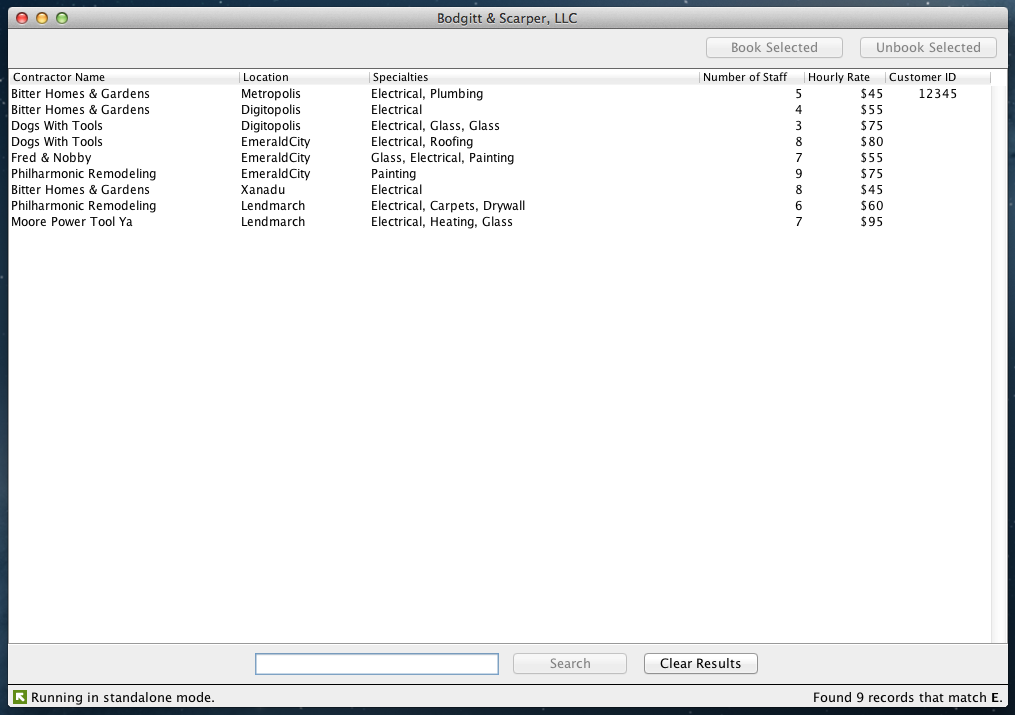 Bodgitt & Scarper, LLC
Book Selected Unbook Selected
Contractor Name Location Specialties Number of Staff Hourly Rate Customer ID
Bitter Homes & Gardens Metropolis Electrical, Plumbing 5 $45 12345
Bitter Homes & Gardens Digitopolis Electrical 4 $55
Dogs With Tools Digitopolis Electrical, Glass, Glass 3 $75
Dogs With Tools EmeraldCity Electrical, Roofing 8 $80
Fred & Nobby EmeraldCity Glass, Electrical, Painting 7 $55
Philharmonic Remodeling EmeraldCity Painting 9 $75
Bitter Homes & Gardens Xanadu Electrical 8 $45
Philharmonic Remodeling Lendmarch Electrical, Carpets, Drywall 6 $60
Moore Power Tool Ya Lendmarch Electrical, Heating, Glass 7 $95
Search Clear Results
Running in standalone mode. Found 9 records that match E.